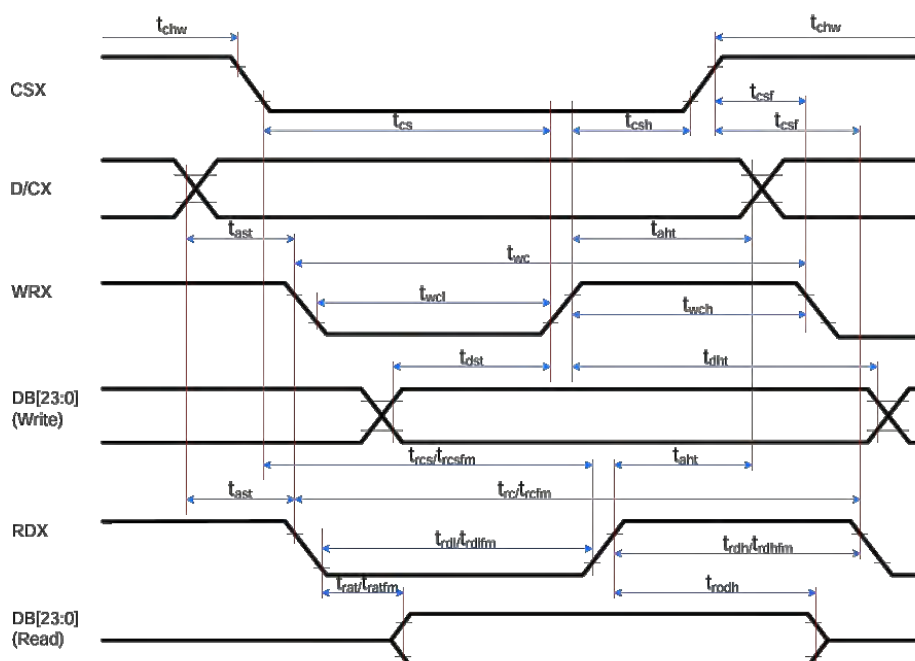 tchw tchw
CSX
tcsf
tcs tcsh tcsf
D/CX
tast taht
twc
WRX
twcl
twch
tdst tdht
DB[23:0]
(Write)
trcs/trcsfm taht
tast trc/trcfm
RDX
trdl/trdlfm trdh/trdhfm
trat/tratfm trodh
DB[23:0]
(Read)